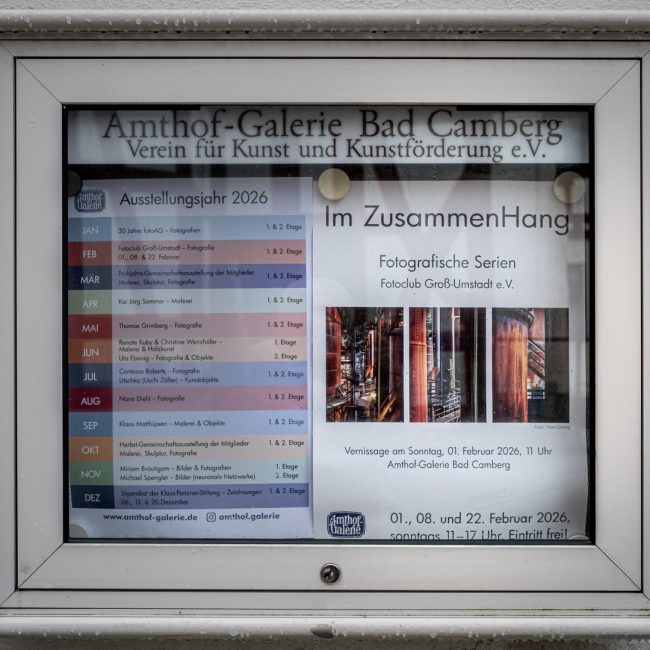 Amthof-Galerie Bad Camberg
Verein für Kunst und Kunstförderung e.V.
Amthof-
Galerie
Ausstellungsjahr 2026
JAN 30 Jahre fotoAG – Fotografien 1. & 2. Etage
FEB Fotoclub Groß-Umstadt – Fotografie 1. & 2. Etage
01., 08. & 22. Februar
MÄR Frühjahrs-Gemeinschaftsausstellung der Mitglieder 1. & 2. Etage
Malerei, Skulptur, Fotografie
APR Kai Jörg Sommer – Malerei 1. & 2. Etage
MAI Thomas Grimberg – Fotografie 1. & 2. Etage
JUN Renate Kuby & Christine Wenzhöfer – 1. Etage
Malerei & Holzkunst
Uta Ebenig – Fotografie & Objekte 2. Etage
JUL Contessa Roberts – Fotografie 1. & 2. Etage
Utschka (Uschi Zöller) – Kunstobjekte
AUG Nane Diehl – Fotografie 1. & 2. Etage
SEP Klaas Matthijssen – Malerei & Objekte 1. & 2. Etage
OKT Herbst-Gemeinschaftsausstellung der Mitglieder 1. & 2. Etage
Malerei, Skulptur, Fotografie
NOV Miriam Bräutigam – Bilder & Fotografien 1. Etage
Michael Spangler – Bilder (neuronale Netzwerke) 2. Etage
DEZ Stipendiat der Klaus-Panzner-Stiftung – Zeichnungen 1. & 2. Etage
06., 13. & 20 Dezember
www.amthof-galerie.de amthof.galerie
Im ZusammenHang
Fotografische Serien
Fotoclub Groß-Umstadt e.V.
Vernissage am Sonntag, 01. Februar 2026, 11 Uhr
Amthof-Galerie Bad Camberg
Amthof-
Galerie
01., 08. und 22. Februar 2026,
sonntags 11–17 Uhr. Eintritt frei!